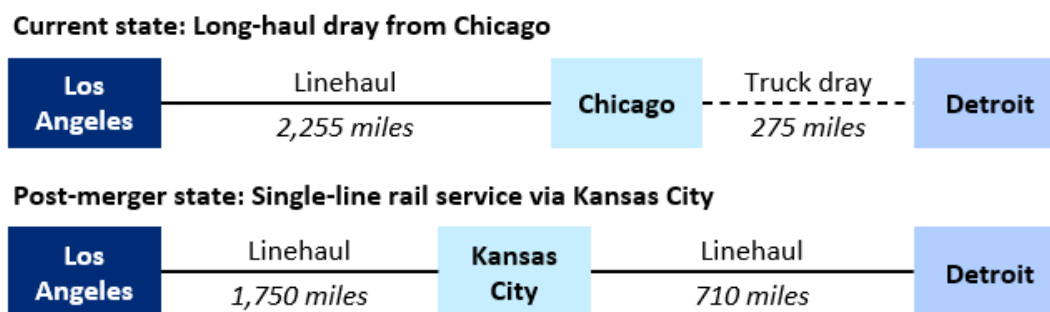 Current state: Long-haul dray from Chicago
Los
Angeles
Linehaul
2,255 miles
Chicago
Truck dray
275 miles
Detroit
Post-merger state: Single-line rail service via Kansas City
Los
Angeles
Linehaul
1,750 miles
Kansas
City
Linehaul
710 miles
Detroit